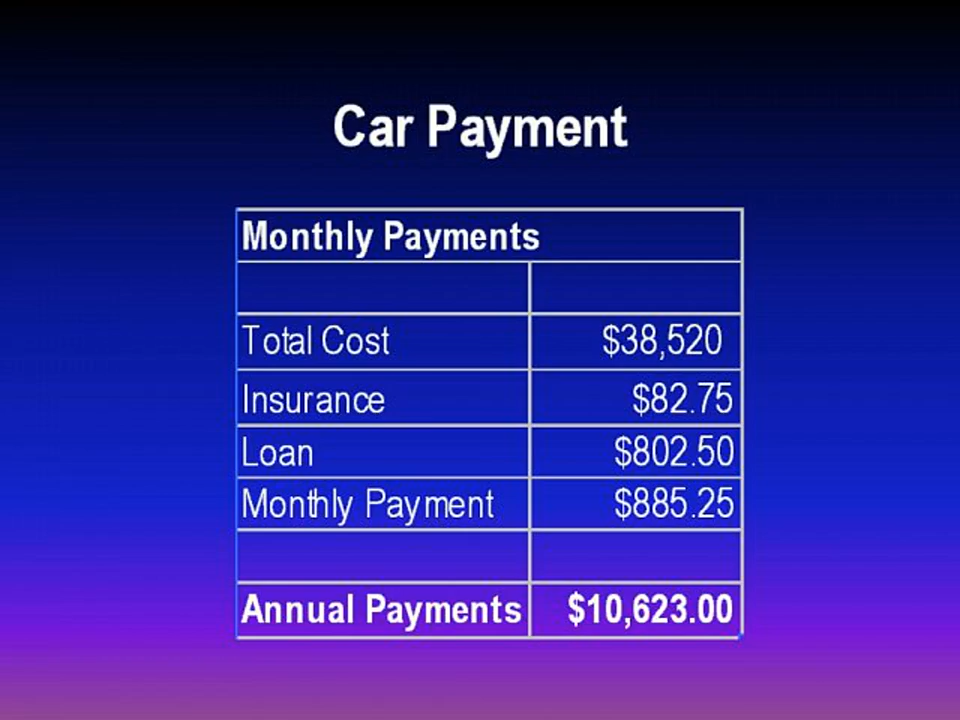 Car Payment
Monthly Payments
Total Cost $38,520
Insurance $82.75
Loan $802.50
Monthly Payment $885.25
Annual Payments $10,623.00